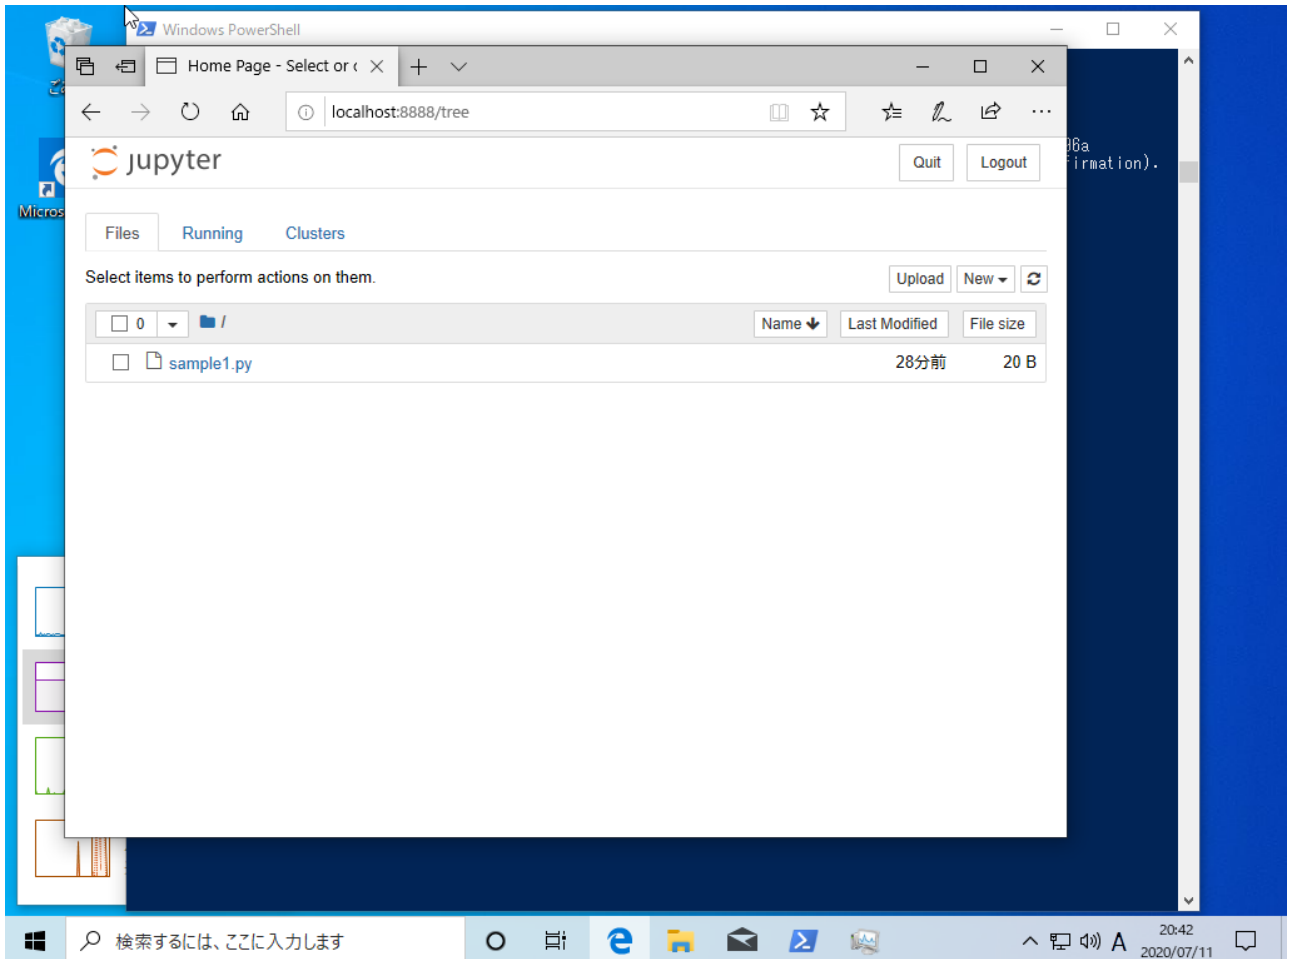 Windows PowerShell
Home Page - Select or c
localhost:8888/tree
jupyter
Quit
Logout
96a
firmation).
Micros
Files
Running
Clusters
Select items to perform actions on them.
Upload
New
0
/
Name
Last Modified
File size
sample1.py
28分前
20 B
検索するには、ここに入力します
A
20:42
2020/07/11